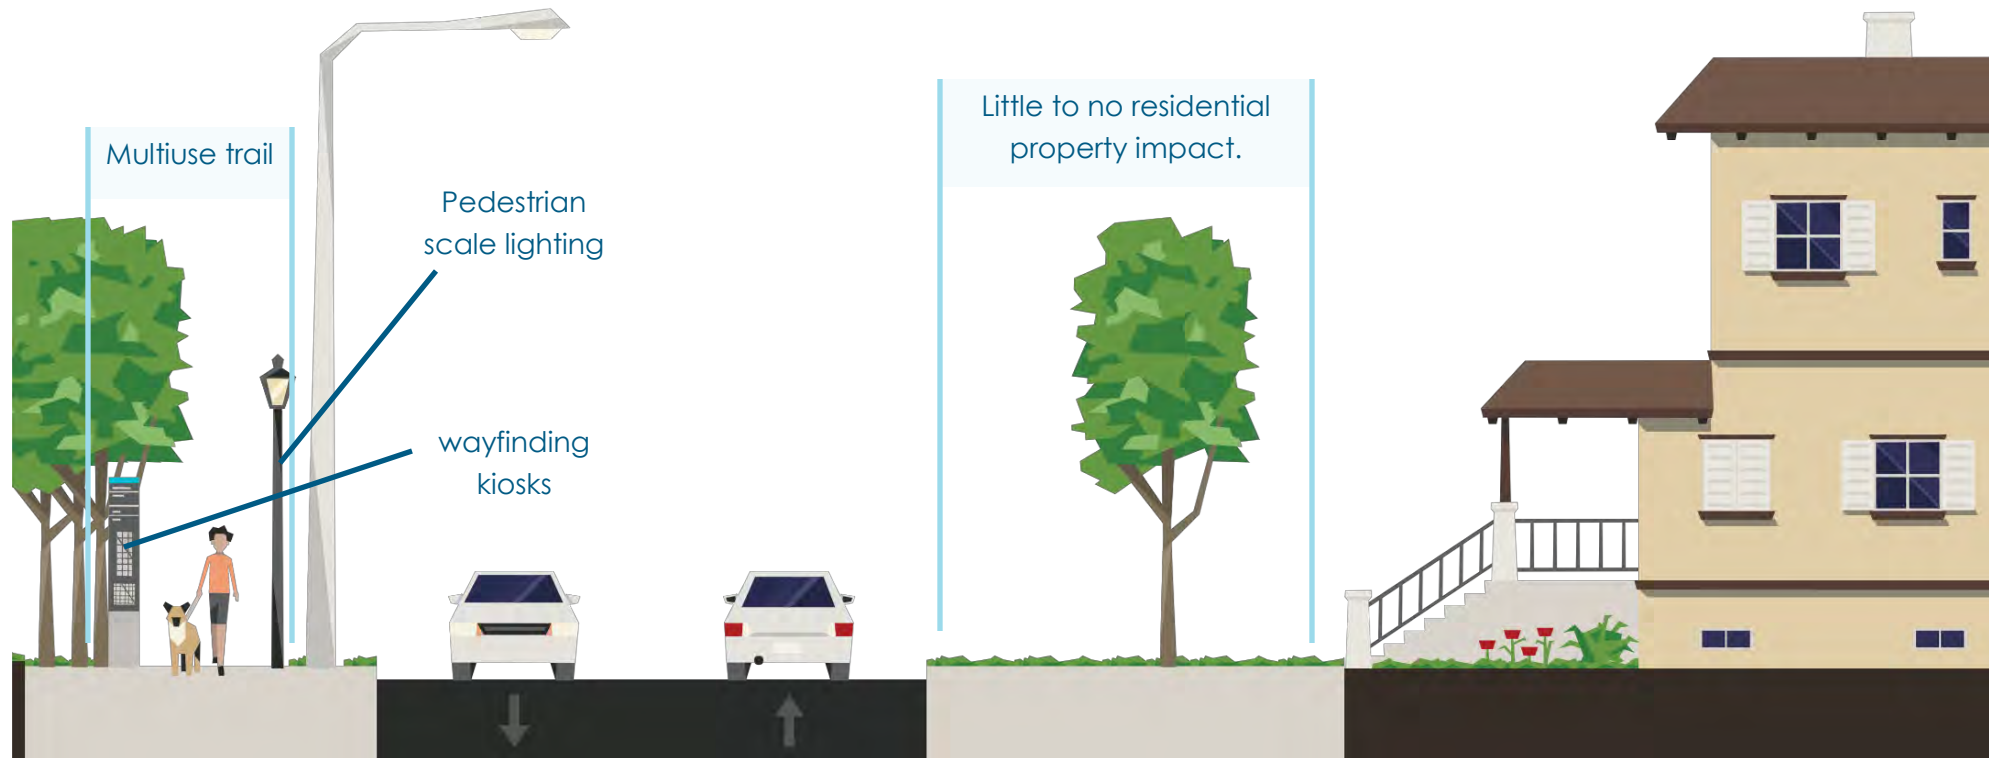 Multiuse trail
Pedestrian
scale lighting
wayfinding
kiosks
Little to no residential
property impact.